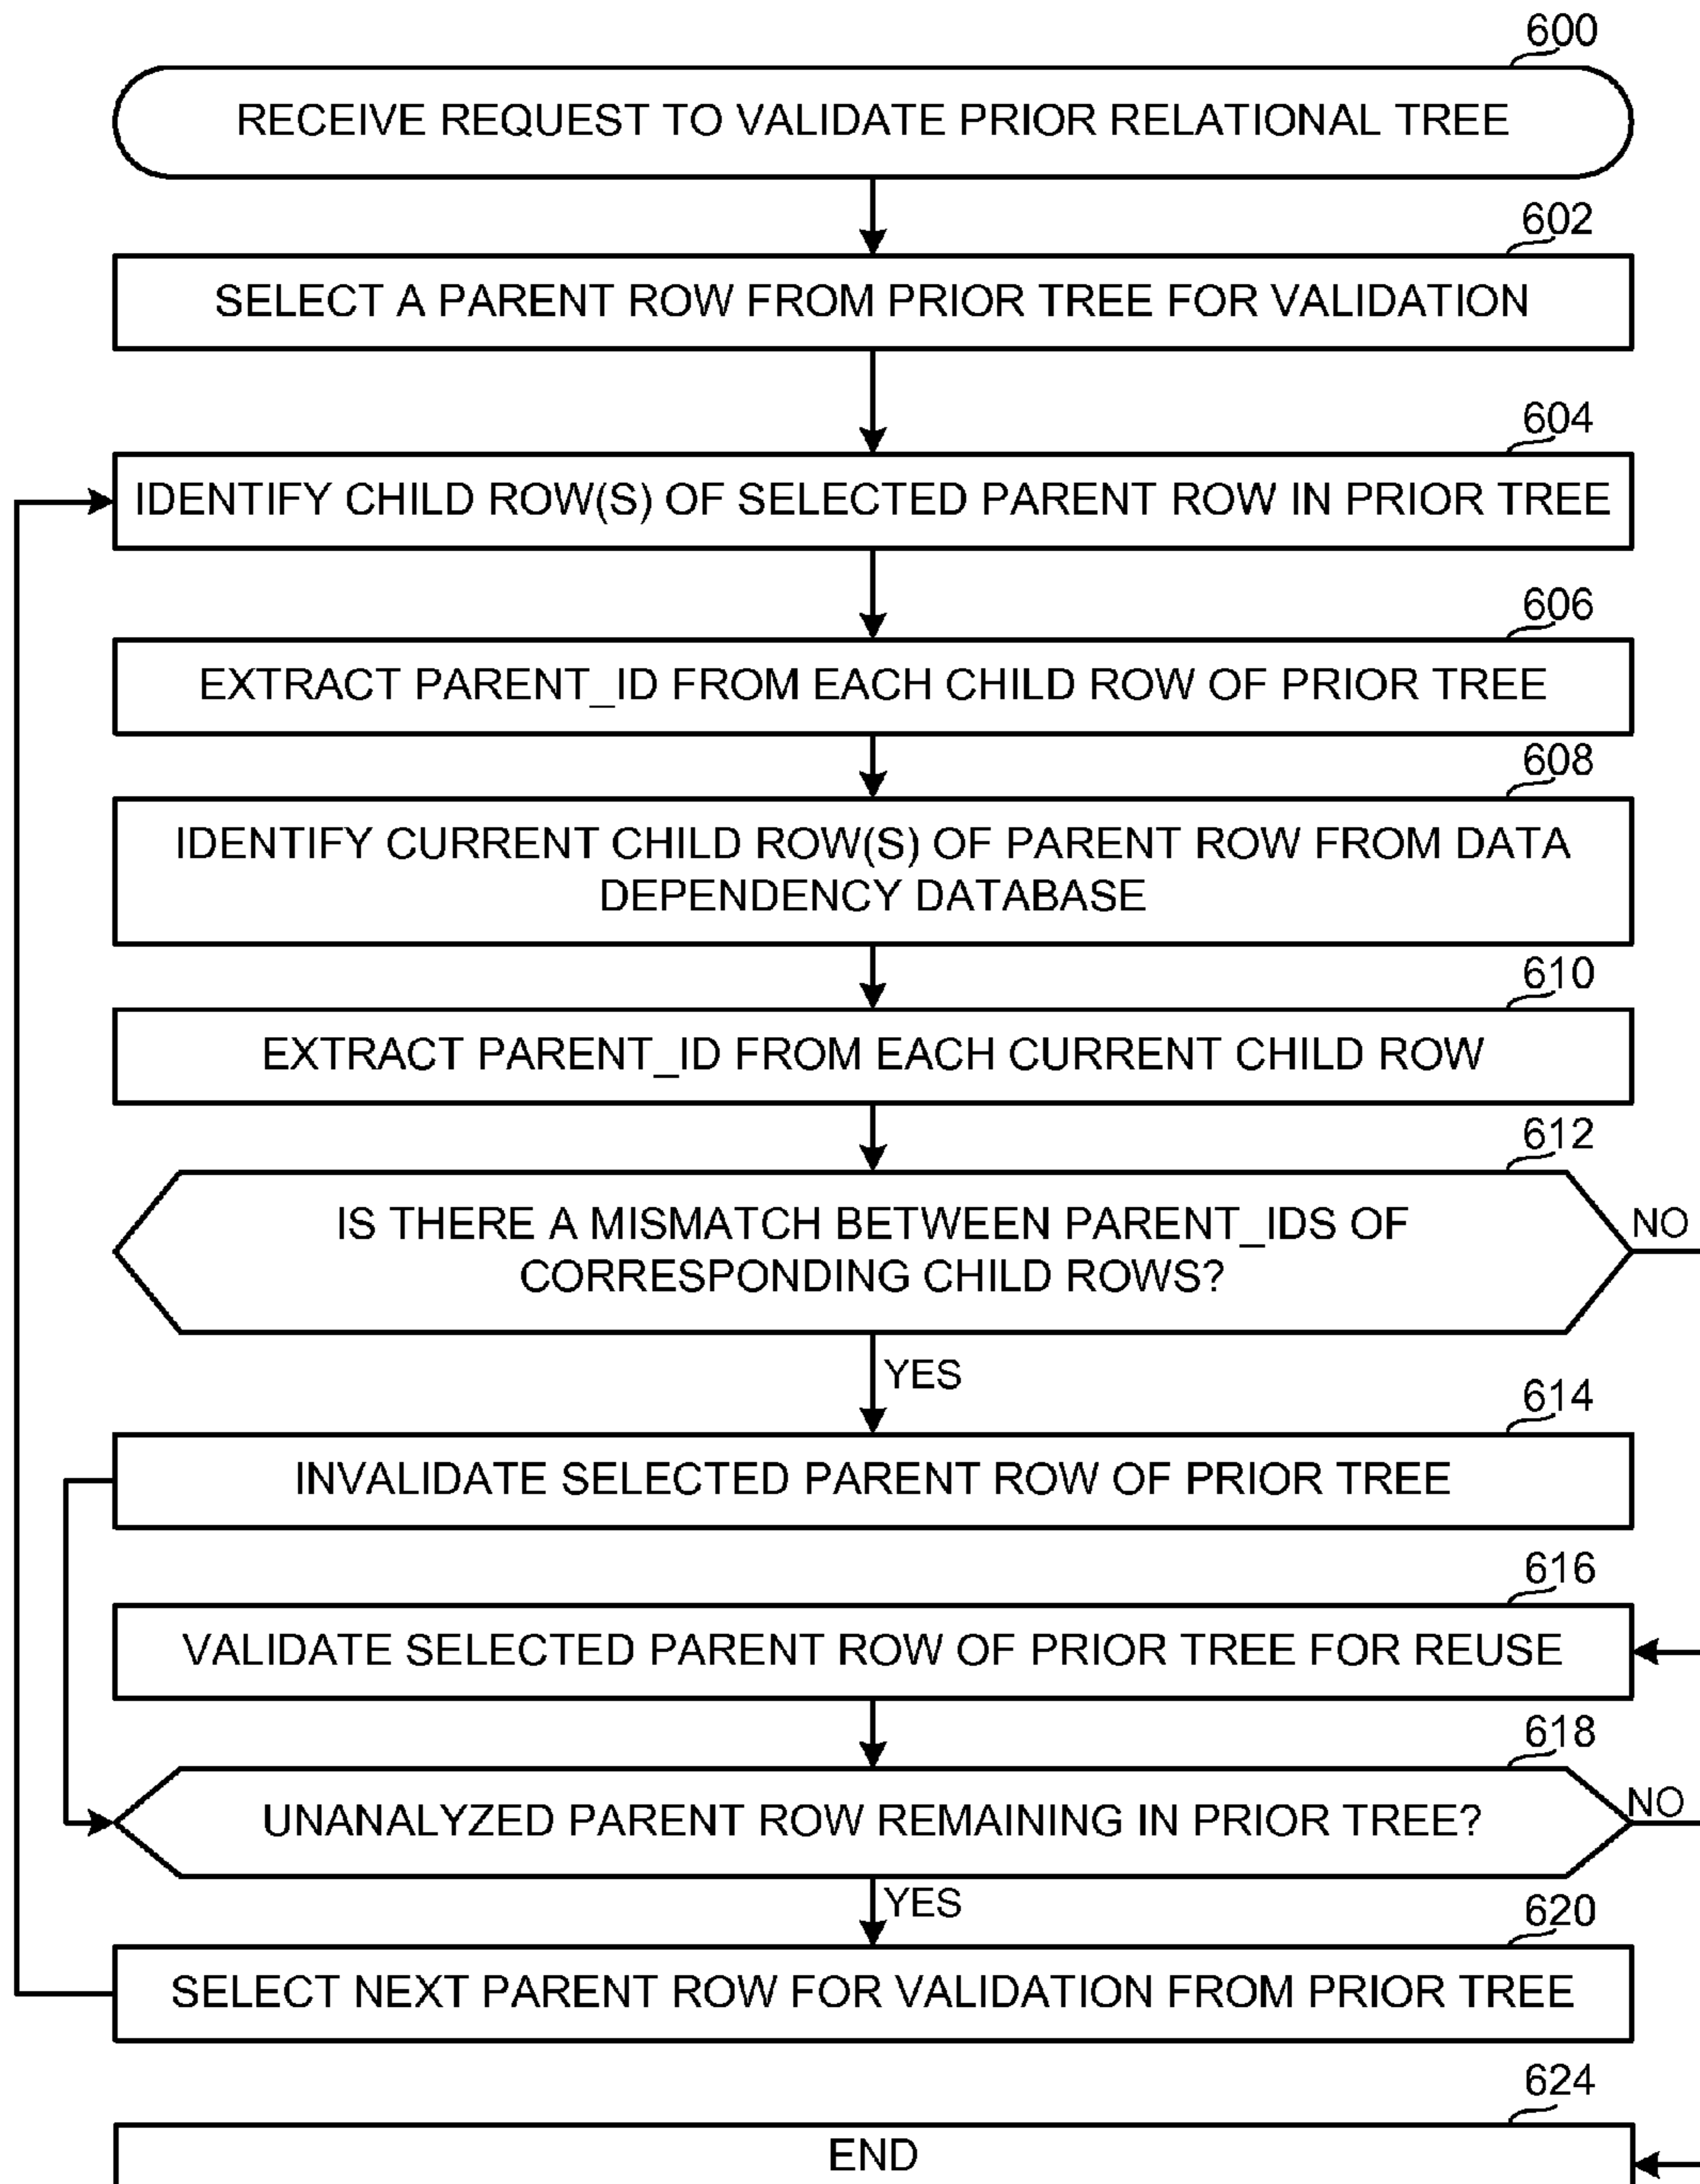 600
RECEIVE REQUEST TO VALIDATE PRIOR RELATIONAL TREE
602
SELECT A PARENT ROW FROM PRIOR TREE FOR VALIDATION
604
IDENTIFY CHILD ROW(S) OF SELECTED PARENT ROW IN PRIOR TREE
606
EXTRACT PARENT_ID FROM EACH CHILD ROW OF PRIOR TREE
608
IDENTIFY CURRENT CHILD ROW(S) OF PARENT ROW FROM DATA
DEPENDENCY DATABASE
610
EXTRACT PARENT_ID FROM EACH CURRENT CHILD ROW
612
IS THERE A MISMATCH BETWEEN PARENT_IDS OF
CORRESPONDING CHILD ROWS?
NO
YES
614
INVALIDATE SELECTED PARENT ROW OF PRIOR TREE
616
VALIDATE SELECTED PARENT ROW OF PRIOR TREE FOR REUSE
618
UNANALYZED PARENT ROW REMAINING IN PRIOR TREE?
NO
YES
620
SELECT NEXT PARENT ROW FOR VALIDATION FROM PRIOR TREE
624
END